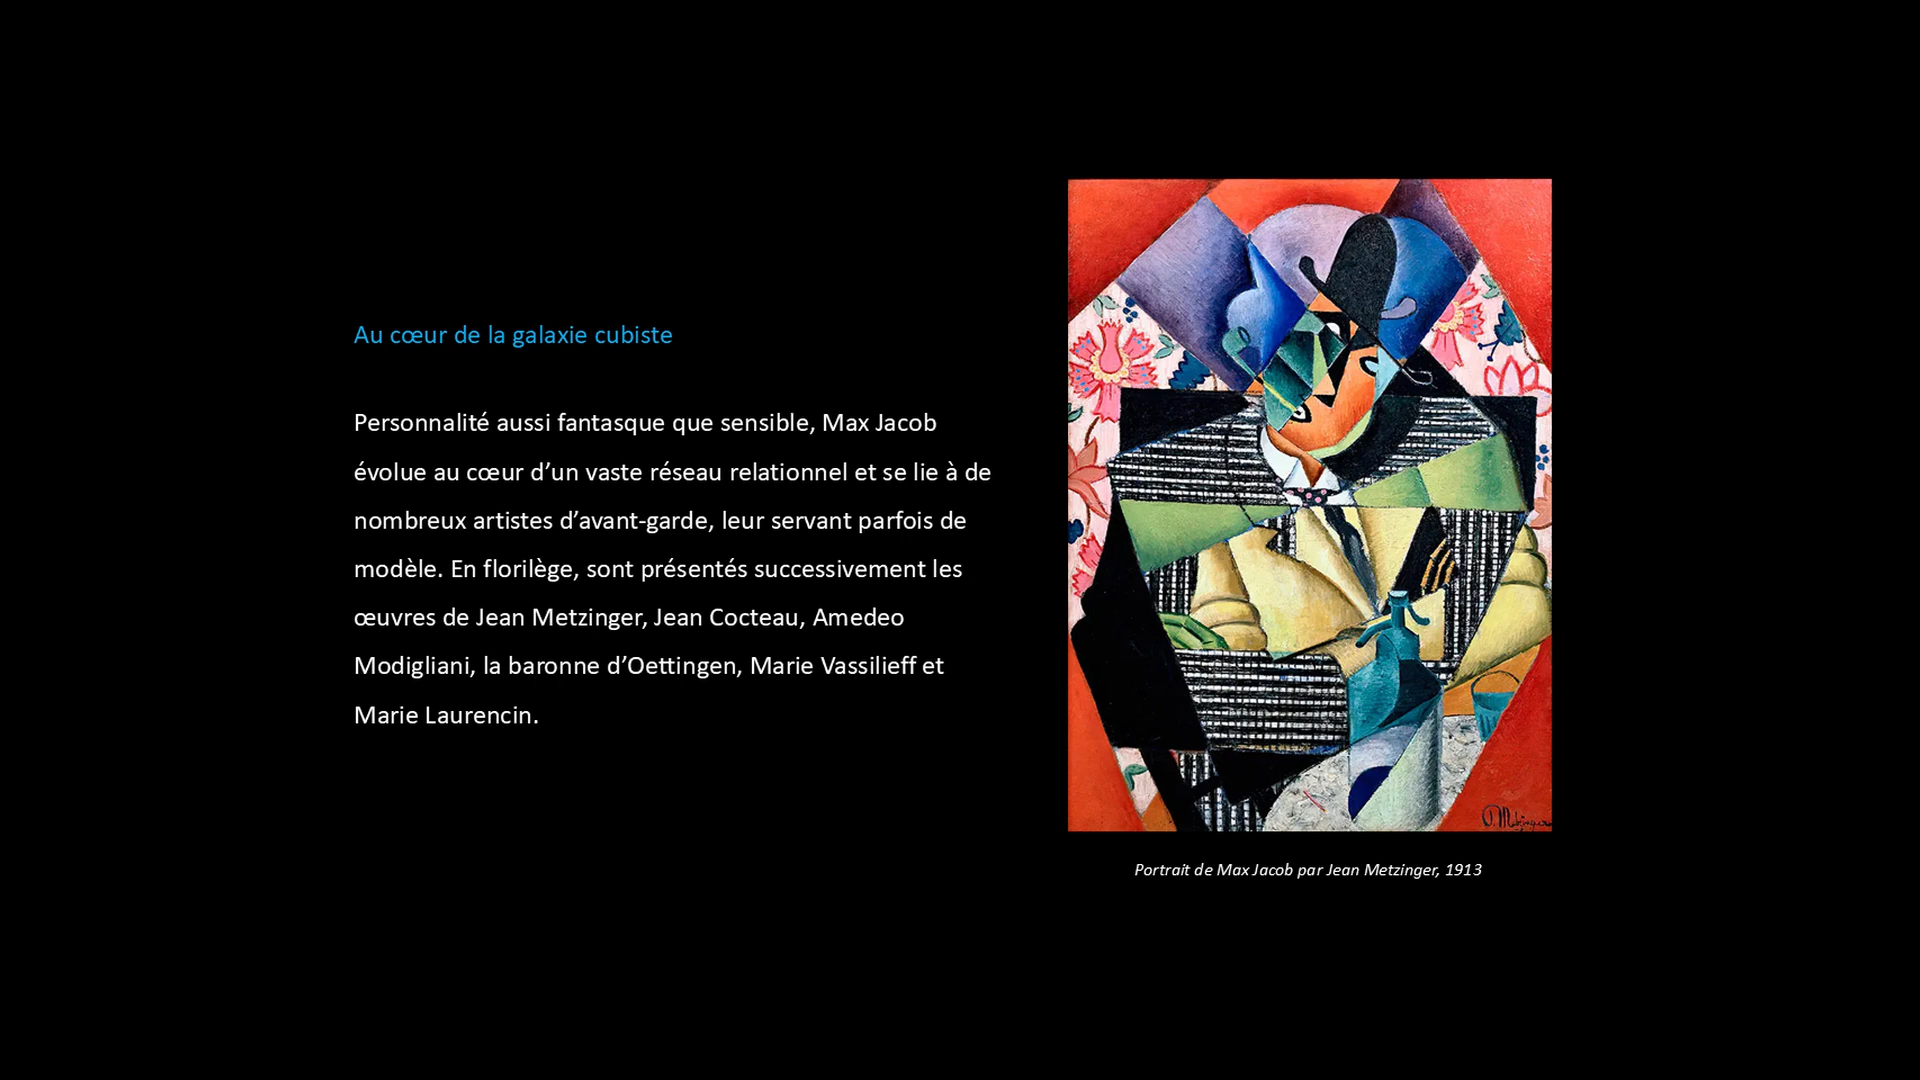 Au cœur de la galaxie cubiste
Personnalité aussi fantasque que sensible, Max Jacob
évolue au cœur d’un vaste réseau relationnel et se lie à de
nombreux artistes d’avant-garde, leur servant parfois de
modèle. En florilège, sont présentés successivement les
œuvres de Jean Metzinger, Jean Cocteau, Amedeo
Modigliani, la baronne d’Oettingen, Marie Vassilieff et
Marie Laurencin.
J. Metzinger
Portrait de Max Jacob par Jean Metzinger, 1913